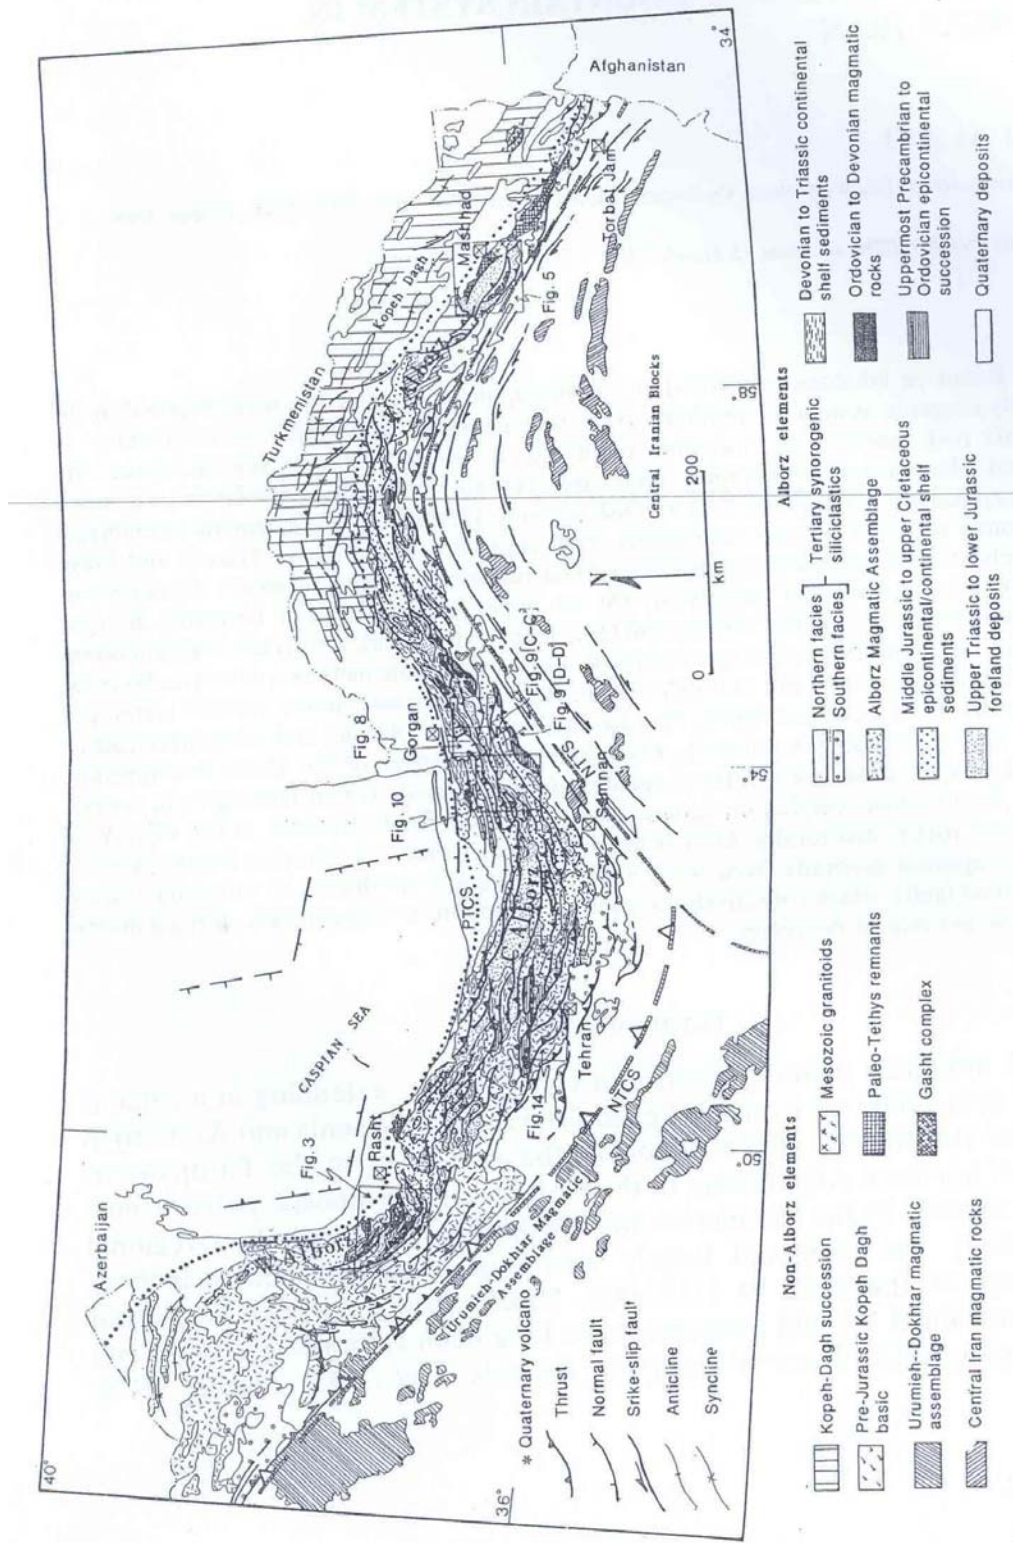 40°
36°
34°
50°
54°
58°
Azerbaijan
Turkmenistan
Afghanistan
CASPIAN SEA
Fig. 3
Rasht
W Alborz
PTCS
Fig. 10
Fig. 8
Gorgan
C Alborz
Kopeh Dagh
Mashhad
Fig. 5
Torbat Jam
Fig. 14
Tehran
NTCS
Semnan
NTS
Fig. 9 [C–C']
Fig. 9 [D–D']
Urumieh-Dokhtar Magmatic
Assemblage
Central Iranian Blocks
N
0
200
km
* Quaternary volcano
Thrust
Normal fault
Srike-slip fault
Anticline
Syncline
Non-Alborz elements
Kopeh-Dagh succession
Pre-Jurassic Kopeh Dagh
basic
Urumieh--Dokhtar magmatic
assemblage
Central Iran magmatic rocks
Mesozoic granitoids
Paleo-Tethys remnants
Gasht complex
Alborz elements
Northern facies
Southern facies
Tertiary synorogenic
siliciclastics
Alborz Magmatic Assemblage
Middle Jurassic to upper Cretaceous
epicontinental/continental shelf
sediments
Upper Triassic to lower Jurassic
foreland deposits
Devonian to Triassic continental
shelf sediments
Ordovician to Devonian magmatic
rocks
Uppermost Precambrian to
Ordovician epicontinental
succession
Quaternary deposits